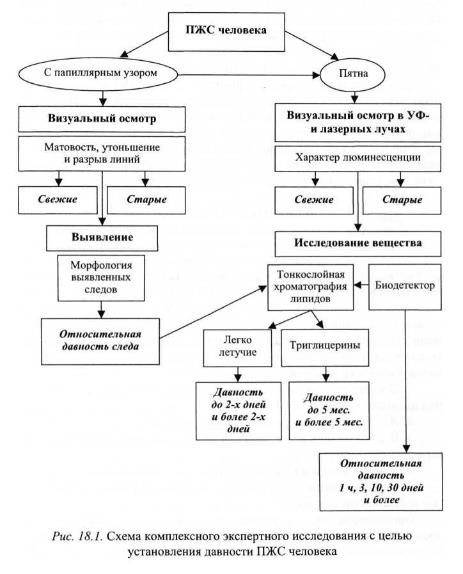 ПЖС человека
С папиллярным узором
Пятна
Визуальный осмотр
Визуальный осмотр в УФ-
и лазерных лучах
Матовость, утоньшение
и разрыв линий
Характер люминесценции
Свежие
Старые
Свежие
Старые
Выявление
Исследование вещества
Морфология
выявленных
следов
Тонкослойная
хроматография
липидов
Биодетектор
Относительная
давность следа
Легко
летучие
Триглицерины
Давность
до 2-х дней
и более 2-х
дней
Давность
до 5 мес.
и более 5 мес.
Относительная
давность
1 ч, 3, 10, 30 дней
и более
Рис. 18.1. Схема комплексного экспертного исследования с целью
установления давности ПЖС человека